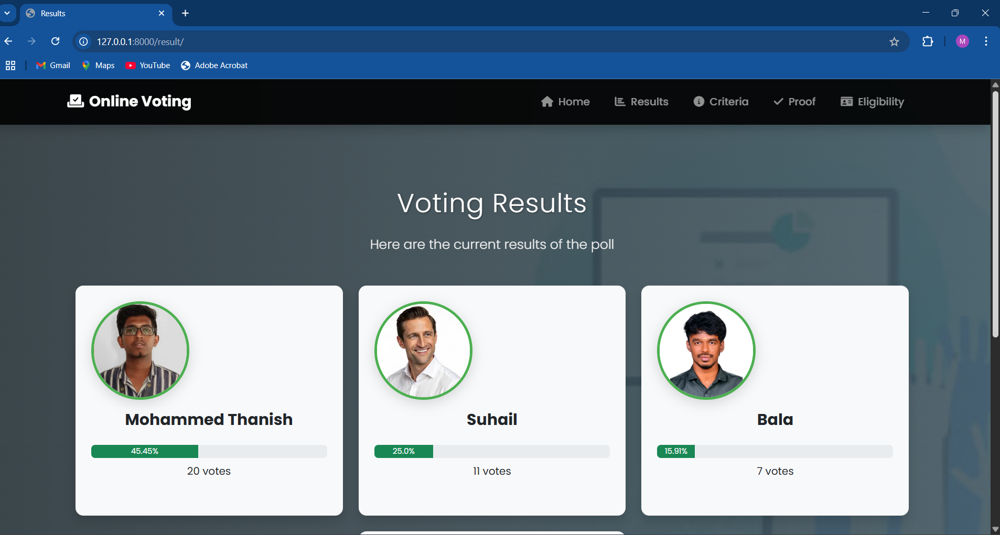 Results
127.0.0.1:8000/result/
M
Gmail Maps YouTube Adobe Acrobat
Online Voting
Home Results Criteria Proof Eligibility
Voting Results
Here are the current results of the poll
Mohammed Thanish
45.45%
20 votes
Suhail
25.0%
11 votes
Bala
15.91%
7 votes